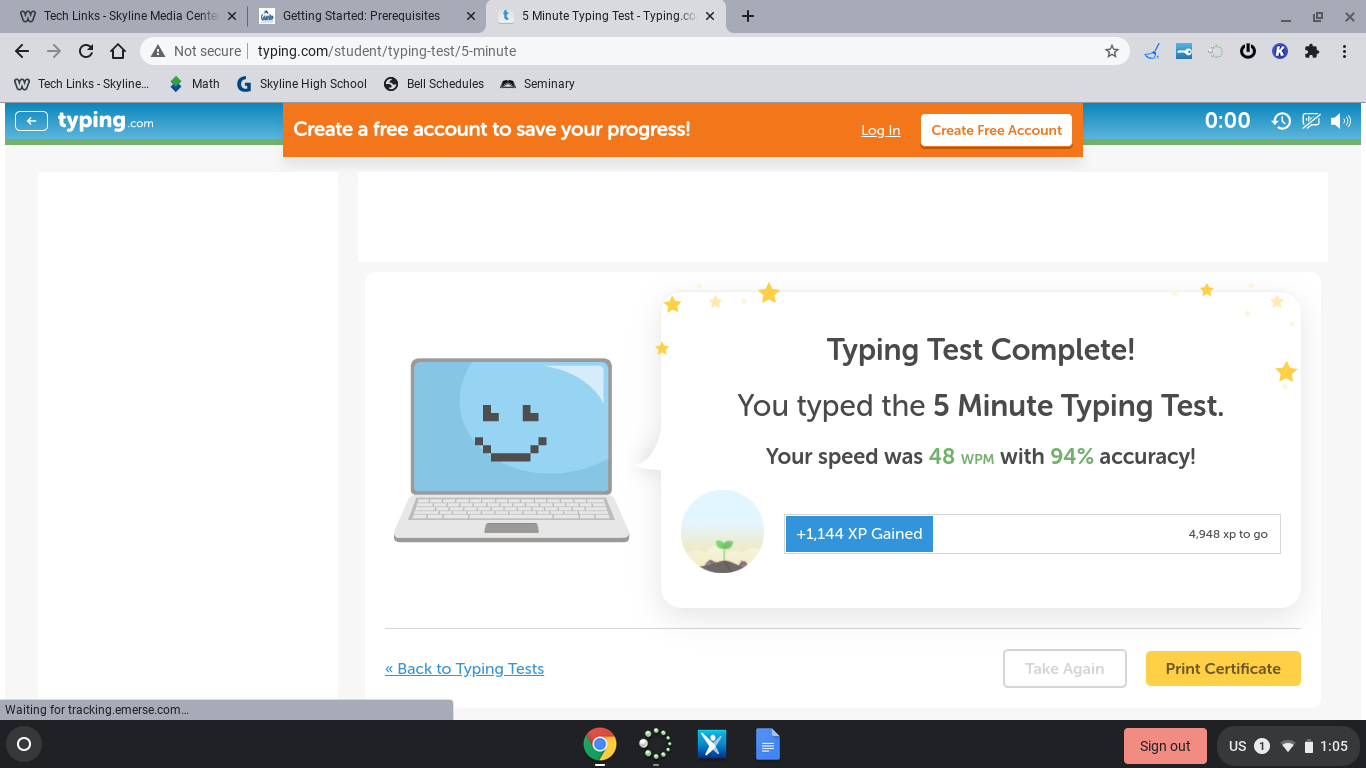 Tech Links - Skyline Media Cente
Getting Started: Prerequisites
5 Minute Typing Test - Typing.co
Not secure
typing.com/student/typing-test/5-minute
Tech Links - Skyline...
Math
Skyline High School
Bell Schedules
Seminary
typing.com
Create a free account to save your progress!
Log In
Create Free Account
0:00
Typing Test Complete!
You typed the 5 Minute Typing Test.
Your speed was 48 WPM with 94% accuracy!
+1,144 XP Gained
4,948 xp to go
« Back to Typing Tests
Take Again
Print Certificate
Waiting for tracking.emerse.com...
Sign out
US
1
1:05